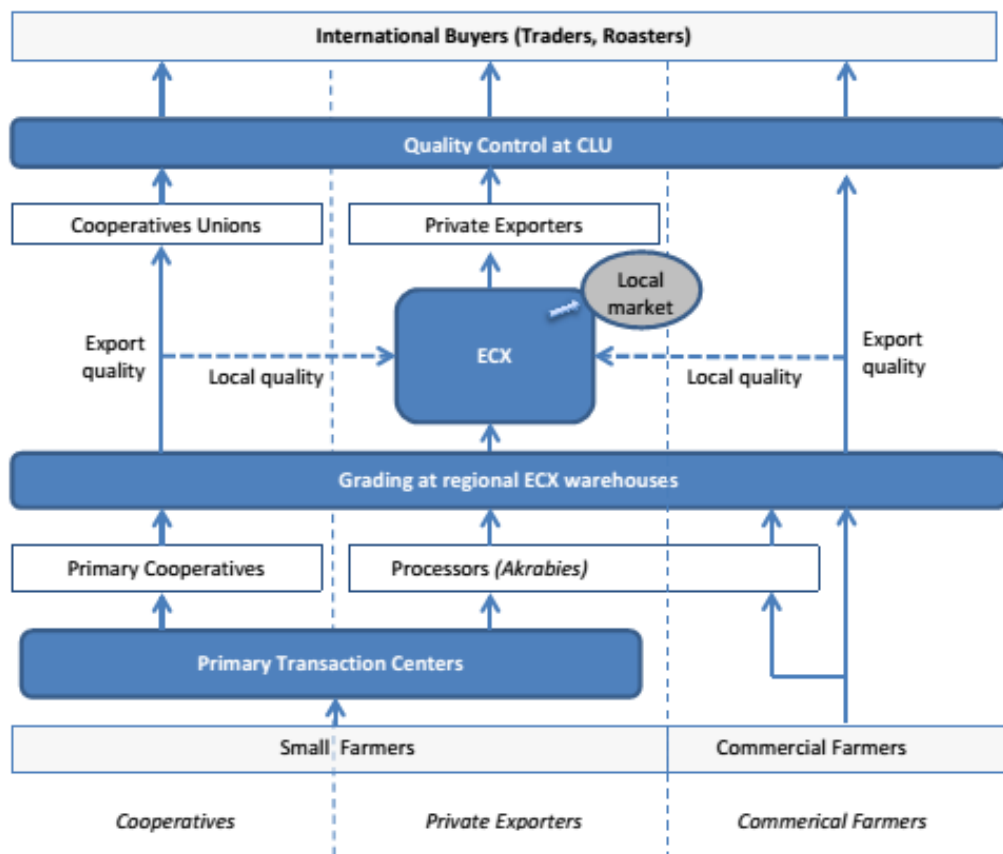 International Buyers (Traders, Roasters)
Quality Control at CLU
Cooperatives Unions
Private Exporters
Local
market
Export
quality
Local quality
ECX
Local quality
Export
quality
Grading at regional ECX warehouses
Primary Cooperatives
Processors (Akrabies)
Primary Transaction Centers
Small Farmers
Commercial Farmers
Cooperatives
Private Exporters
Commerical Farmers